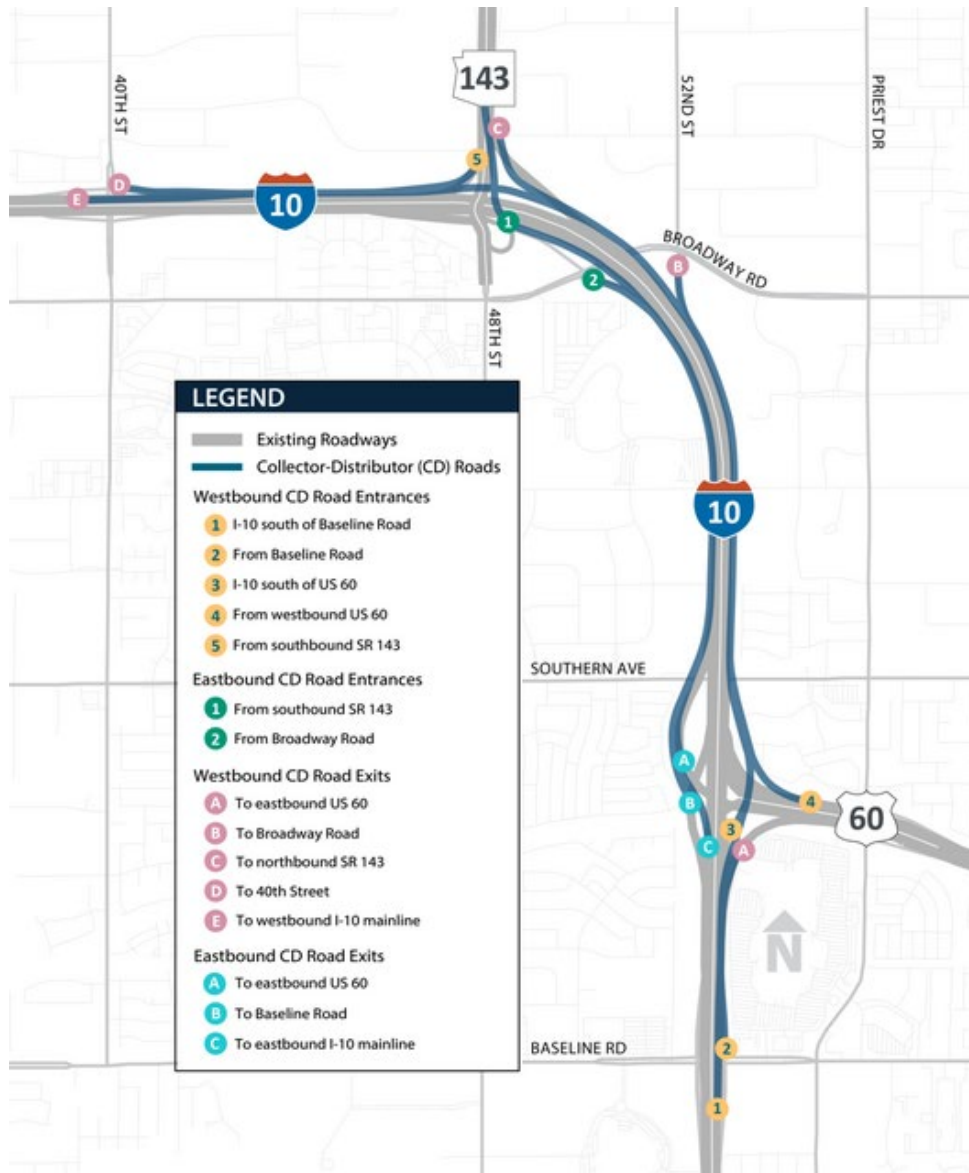 143
40TH ST
52ND ST
PRIEST DR
C
5
D
E
10
1
BROADWAY RD
B
2
48TH ST
LEGEND
Existing Roadways
Collector-Distributor (CD) Roads
Westbound CD Road Entrances
1 I-10 south of Baseline Road
2 From Baseline Road
3 I-10 south of US 60
4 From westbound US 60
5 From southbound SR 143
Eastbound CD Road Entrances
1 From southound SR 143
2 From Broadway Road
Westbound CD Road Exits
A To eastbound US 60
B To Broadway Road
C To northbound SR 143
D To 40th Street
E To westbound I-10 mainline
Eastbound CD Road Exits
A To eastbound US 60
B To Baseline Road
C To eastbound I-10 mainline
10
SOUTHERN AVE
A
B
4
60
3
C
A
N
BASELINE RD
2
1